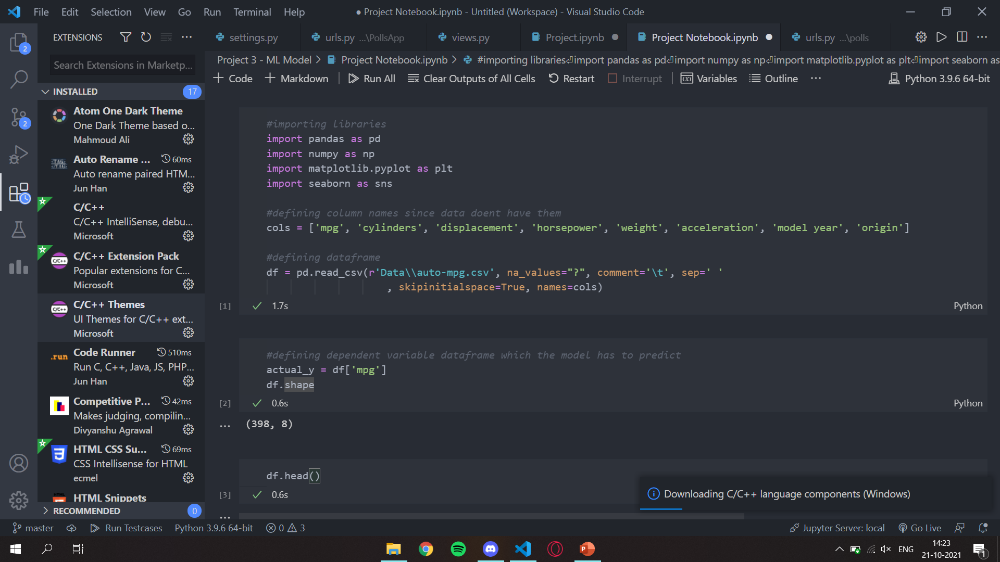 File Edit Selection View Go Run Terminal Help ● Project Notebook.ipynb - Untitled (Workspace) - Visual Studio Code
EXTENSIONS
settings.py urls.py ...\PollsApp views.py Project.ipynb Project Notebook.ipynb urls.py ...\polls
2
Search Extensions in Marketp...
Project 3 - ML Model > Project Notebook.ipynb > #importing libraries⏎import pandas as pd⏎import numpy as np⏎import matplotlib.pyplot as plt⏎import seaborn as
+ Code + Markdown Run All Clear Outputs of All Cells Restart Interrupt Variables Outline ... Python 3.9.6 64-bit
INSTALLED 17
2
Atom One Dark Theme
One Dark Theme based o...
Mahmoud Ali
Auto Rename ... 60ms
Auto rename paired HTM...
Jun Han
C/C++
C/C++ IntelliSense, debu...
Microsoft
C/C++ Extension Pack
Popular extensions for C...
Microsoft
C/C++ Themes
UI Themes for C/C++ ext...
Microsoft
.run
Code Runner 510ms
Run C, C++, Java, JS, PHP...
Jun Han
Competitive P... 42ms
Makes judging, compilin...
Divyanshu Agrawal
HTML CSS Su... 69ms
CSS Intellisense for HTML
ecmel
HTML Snippets
RECOMMENDED 0
#importing libraries
import pandas as pd
import numpy as np
import matplotlib.pyplot as plt
import seaborn as sns
#defining column names since data doent have them
cols = ['mpg', 'cylinders', 'displacement', 'horsepower', 'weight', 'acceleration', 'model year', 'origin']
#defining dataframe
df = pd.read_csv(r'Data\\auto-mpg.csv', na_values="?", comment='\t', sep=' '
, skipinitialspace=True, names=cols)
[1] 1.7s Python
#defining dependent variable dataframe which the model has to predict
actual_y = df['mpg']
df.shape
[2] 0.6s Python
... (398, 8)
df.head()
[3] 0.6s
...
Downloading C/C++ language components (Windows)
master Run Testcases Python 3.9.6 64-bit 0 3 Jupyter Server: local Go Live
ENG 14:23
21-10-2021
1